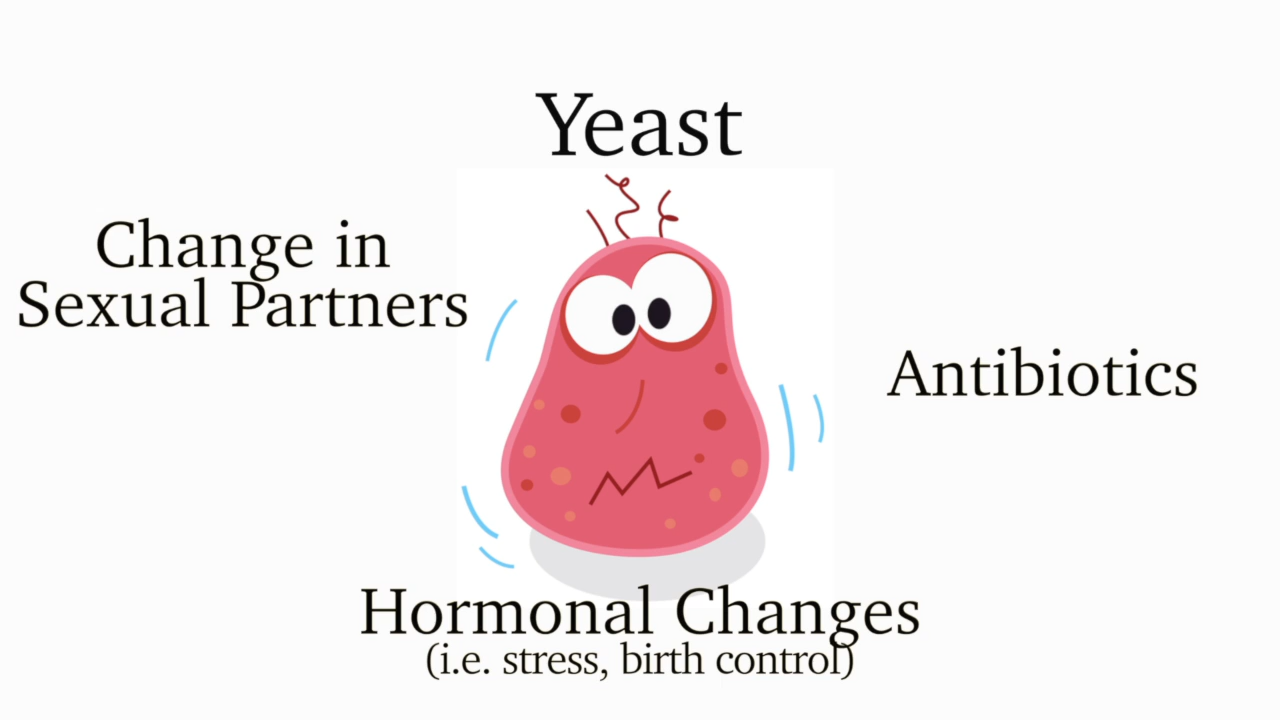 Yeast
Change in
Sexual Partners
Antibiotics
Hormonal Changes
(i.e. stress, birth control)